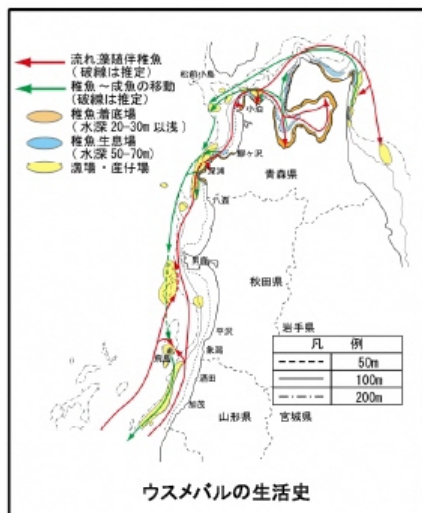 流れ藻随伴稚魚
(破線は推定)
稚魚～成魚の移動
(破線は推定)
稚魚着底場
(水深20-30m以浅)
稚魚生息場
(水深50-70m)
漁場・産仔場
松前小島
小泊
鰺ヶ沢
深浦
青森県
八森
男鹿
秋田県
平沢
岩手県
象潟
飛島
酒田
加茂
山形県
宮城県
凡 例
50m
100m
200m
ウスメバルの生活史